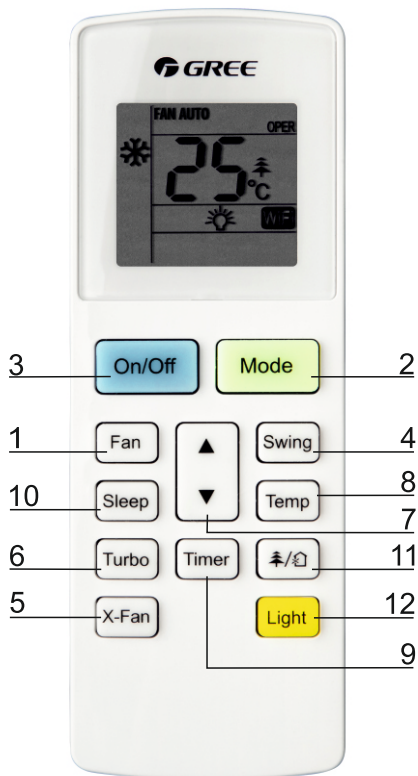 GREE
FAN AUTO
OPER
25 °C
3 On/Off Mode 2
1 Fan ▲ Swing 4
10 Sleep ▼ Temp 8
7
6 Turbo Timer / 11
5 X-Fan Light 12
9